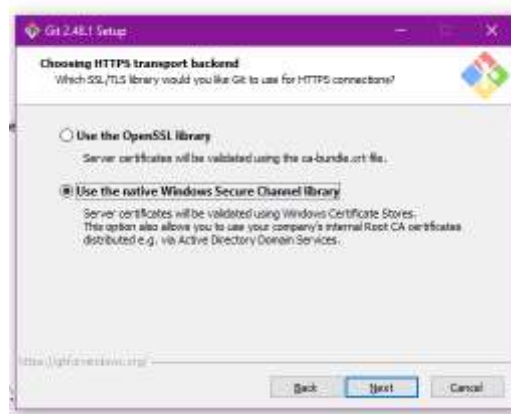 Git 2.48.1 Setup
Choosing HTTPS transport backend
Which SSL/TLS library would you like Git to use for HTTPS connections?
Use the OpenSSL library
Server certificates will be validated using the ca-bundle.crt file.
Use the native Windows Secure Channel library
Server certificates will be validated using Windows Certificate Stores.
This option also allows you to use your company's internal Root CA certificates
distributed e.g. via Active Directory Domain Services.
https://gitforwindows.org/
Back
Next
Cancel